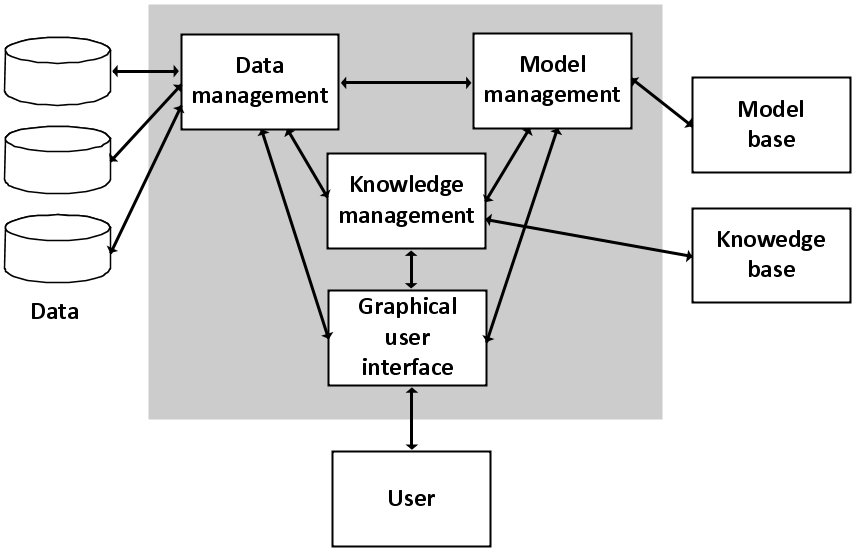 Data
management
Model
management
Model
base
Knowledge
management
Knowedge
base
Data
Graphical
user
interface
User